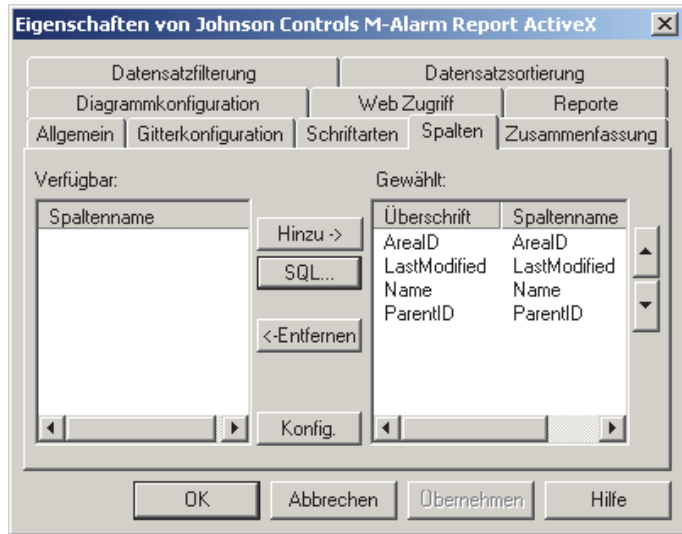 Eigenschaften von Johnson Controls M-Alarm Report ActiveX
Datensatzfilterung Datensatzsortierung
Diagrammkonfiguration Web Zugriff Reporte
Allgemein Gitterkonfiguration Schriftarten Spalten Zusammenfassung
Verfügbar: Gewählt:
Spaltenname Überschrift Spaltenname
Hinzu -> AreaID AreaID
SQL... LastModified LastModified
Name Name
ParentID ParentID
<-Entfernen
Konfig.
OK Abbrechen Übernehmen Hilfe